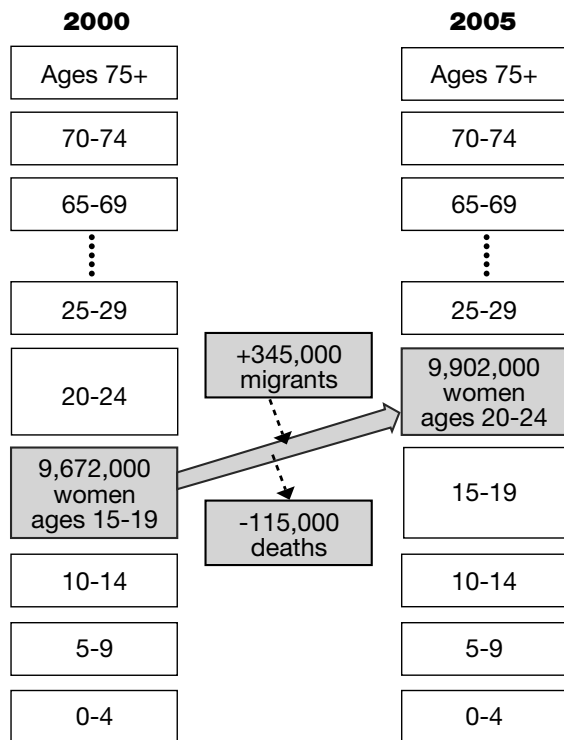 2000
Ages 75+
70-74
65-69
25-29
20-24
9,672,000
women
ages 15-19
10-14
5-9
0-4
+345,000
migrants
-115,000
deaths
2005
Ages 75+
70-74
65-69
25-29
9,902,000
women
ages 20-24
15-19
10-14
5-9
0-4